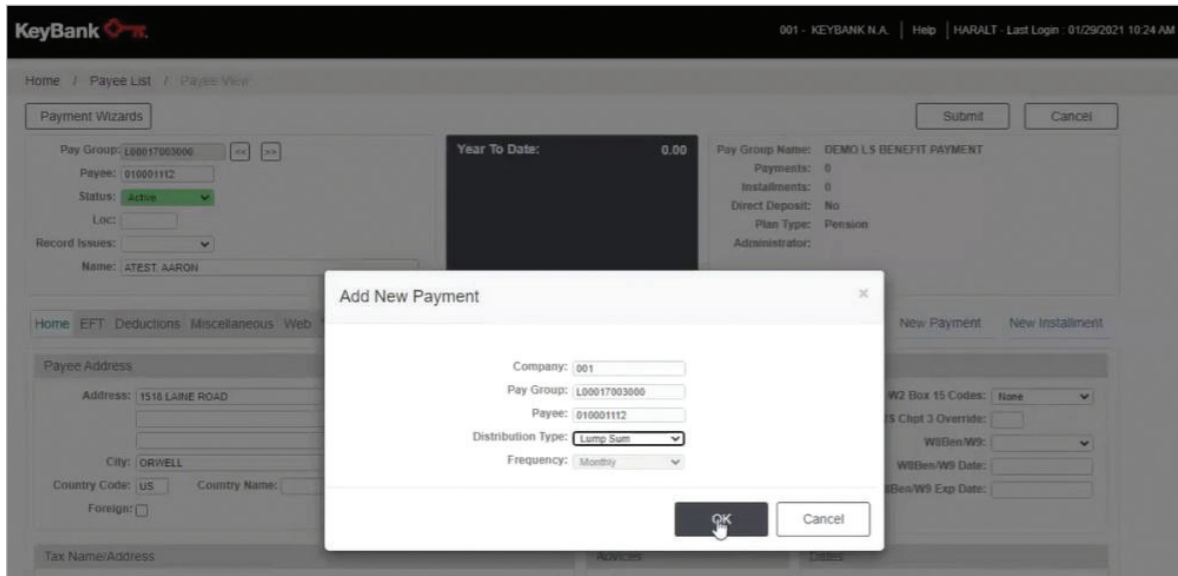 KeyBank
001 - KEYBANK N.A. | Help | HARALT - Last Login : 01/29/2021 10:24 AM
Home / Payee List / Payee View
Payment Wizards
Submit
Cancel
Pay Group: L00017003000 << >>
Payee: 010001112
Status: Active
Loc:
Record Issues:
Name: ATEST, AARON
Year To Date: 0.00
Pay Group Name: DEMO LS BENEFIT PAYMENT
Payments: 0
Installments: 0
Direct Deposit: No
Plan Type: Pension
Administrator:
Home EFT Deductions Miscellaneous Web
New Payment New Installment
Add New Payment ×
Company: 001
Pay Group: L00017003000
Payee: 010001112
Distribution Type: Lump Sum
Frequency: Monthly
OK Cancel
Payee Address
Address: 1518 LAINE ROAD
City: ORWELL
Country Code: US Country Name:
Foreign:
W2 Box 15 Codes: None
S Chpt 3 Override:
W8Ben/W9:
W8Ben/W9 Date:
8Ben/W9 Exp Date:
Tax Name/Address
Advices
Dates